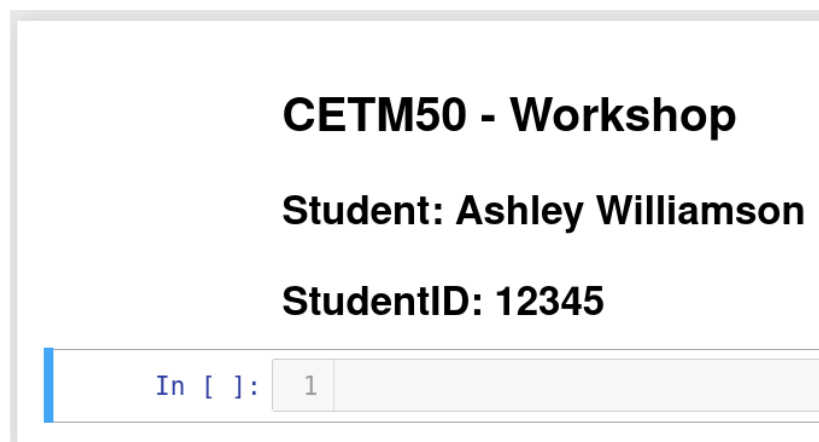 CETM50 - Workshop
Student: Ashley Williamson
StudentID: 12345
In [ ]: 1